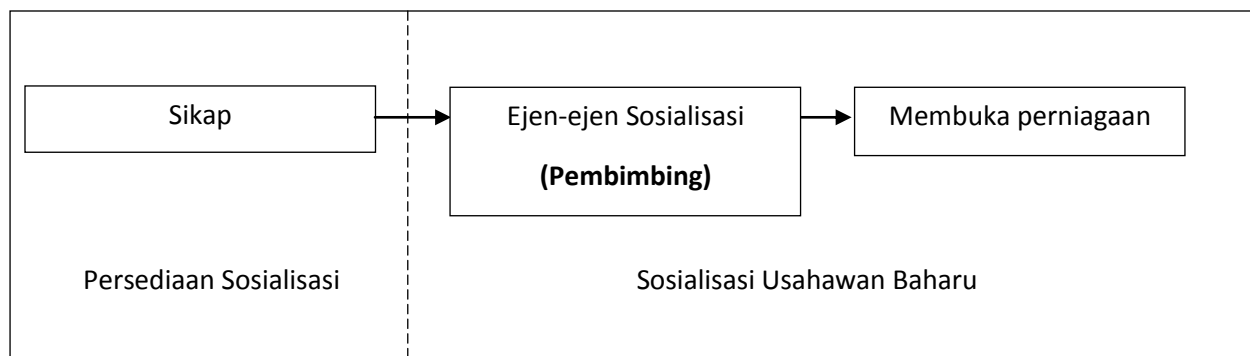 Sikap
Ejen-ejen Sosialisasi
(Pembimbing)
Membuka perniagaan
Persediaan Sosialisasi
Sosialisasi Usahawan Baharu